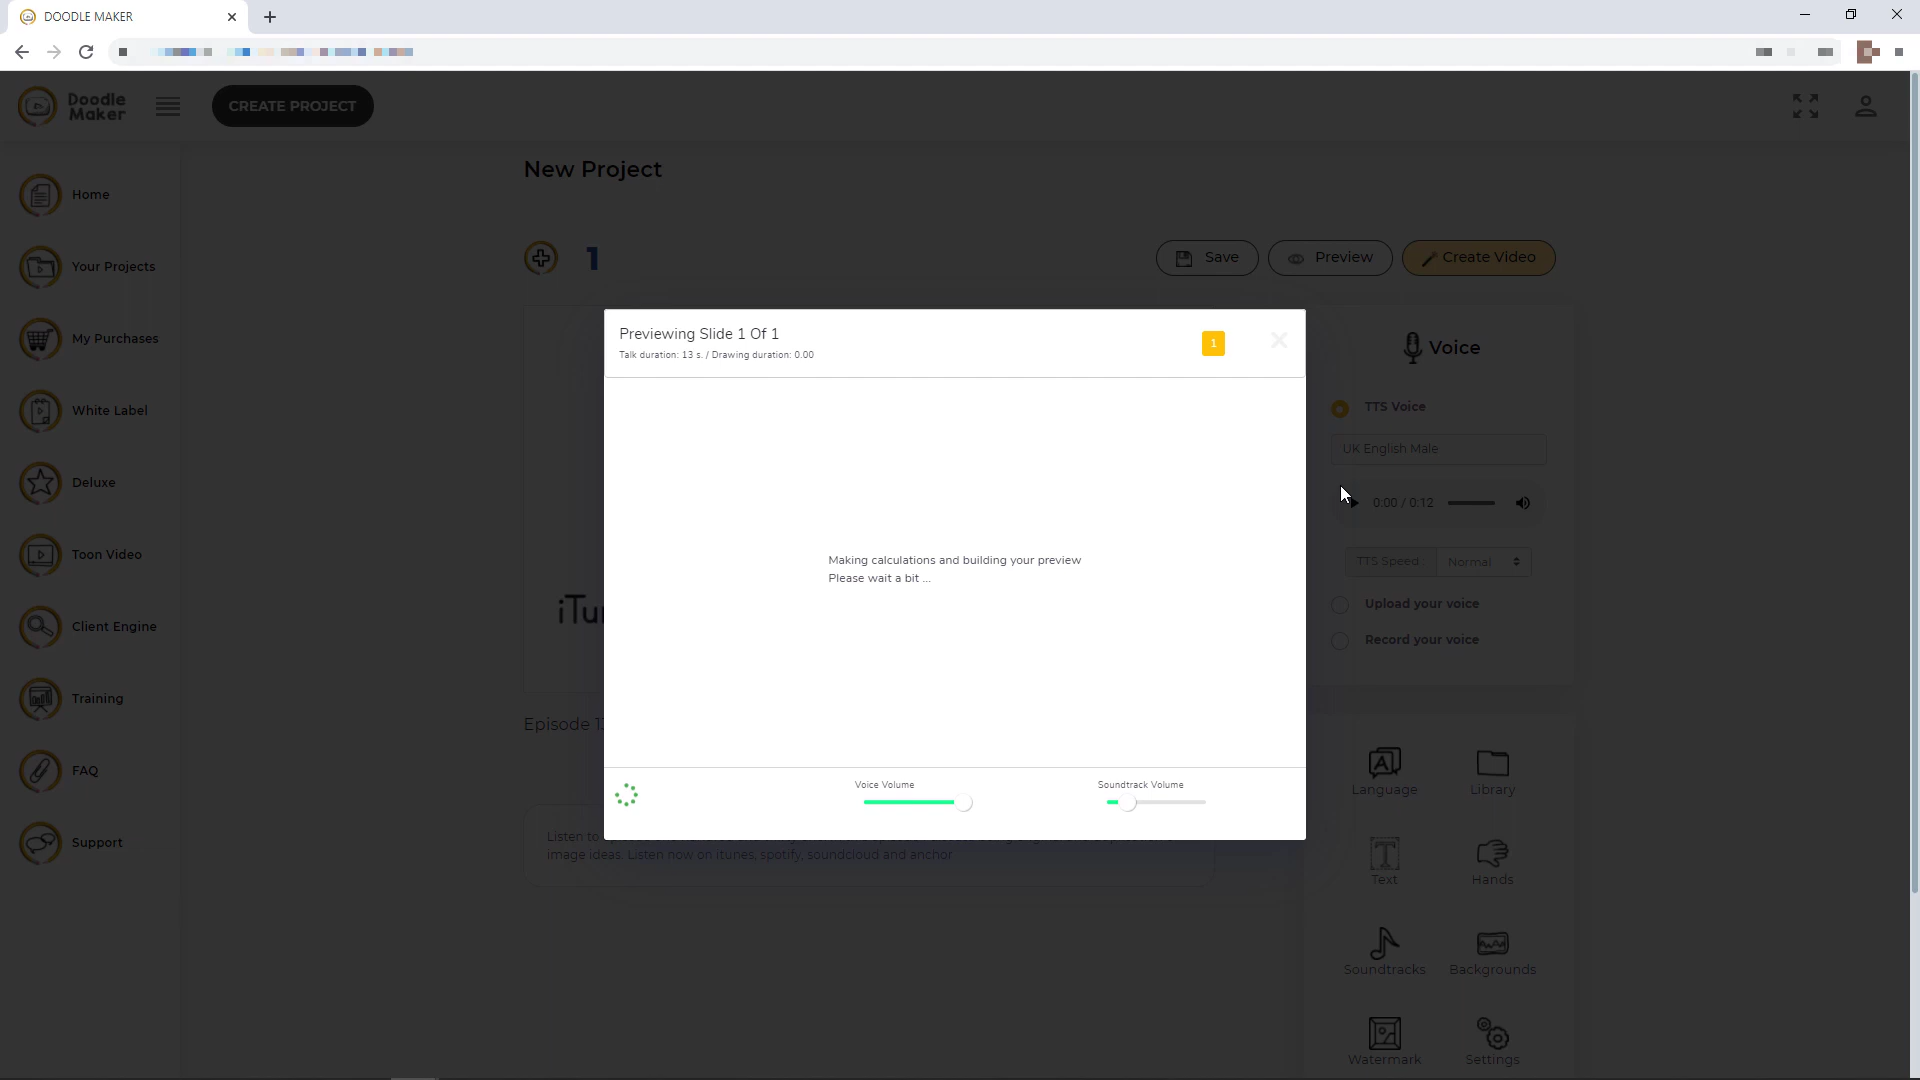 DOODLE MAKER
Doodle
Maker
CREATE PROJECT
New Project
Home
Your Projects
My Purchases
White Label
Deluxe
Toon Video
Client Engine
Training
FAQ
Support
1
Save
Preview
Create Video
Previewing Slide 1 Of 1
Talk duration: 13 s. / Drawing duration: 0.00
1
Making calculations and building your preview
Please wait a bit ...
Voice Volume
Soundtrack Volume
Episode
Listen to
image ideas. Listen now on itunes, spotify, soundcloud and anchor
Voice
TTS Voice
UK English Male
0:00 / 0:12
TTS Speed
Normal
Upload your voice
Record your voice
Language
Library
Text
Hands
Soundtracks
Backgrounds
Watermark
Settings